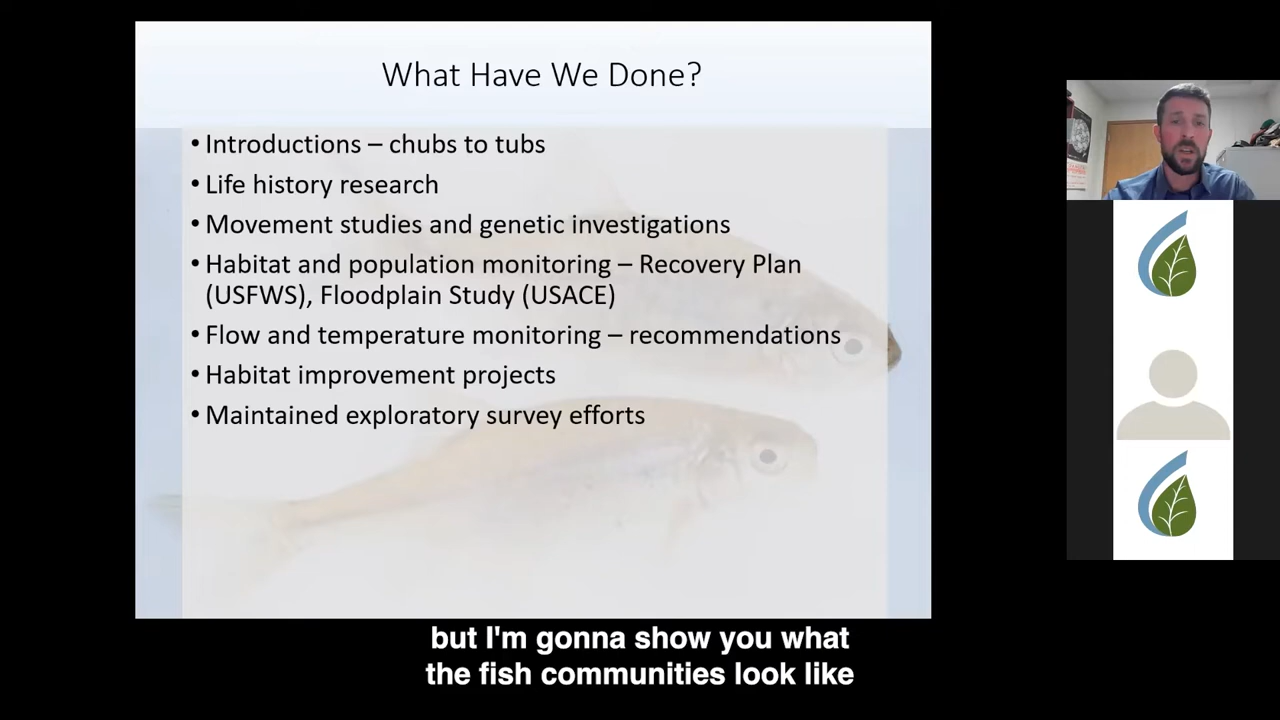 What Have We Done?
• Introductions – chubs to tubs
• Life history research
• Movement studies and genetic investigations
• Habitat and population monitoring – Recovery Plan
(USFWS), Floodplain Study (USACE)
• Flow and temperature monitoring – recommendations
• Habitat improvement projects
• Maintained exploratory survey efforts
but I'm gonna show you what
the fish communities look like